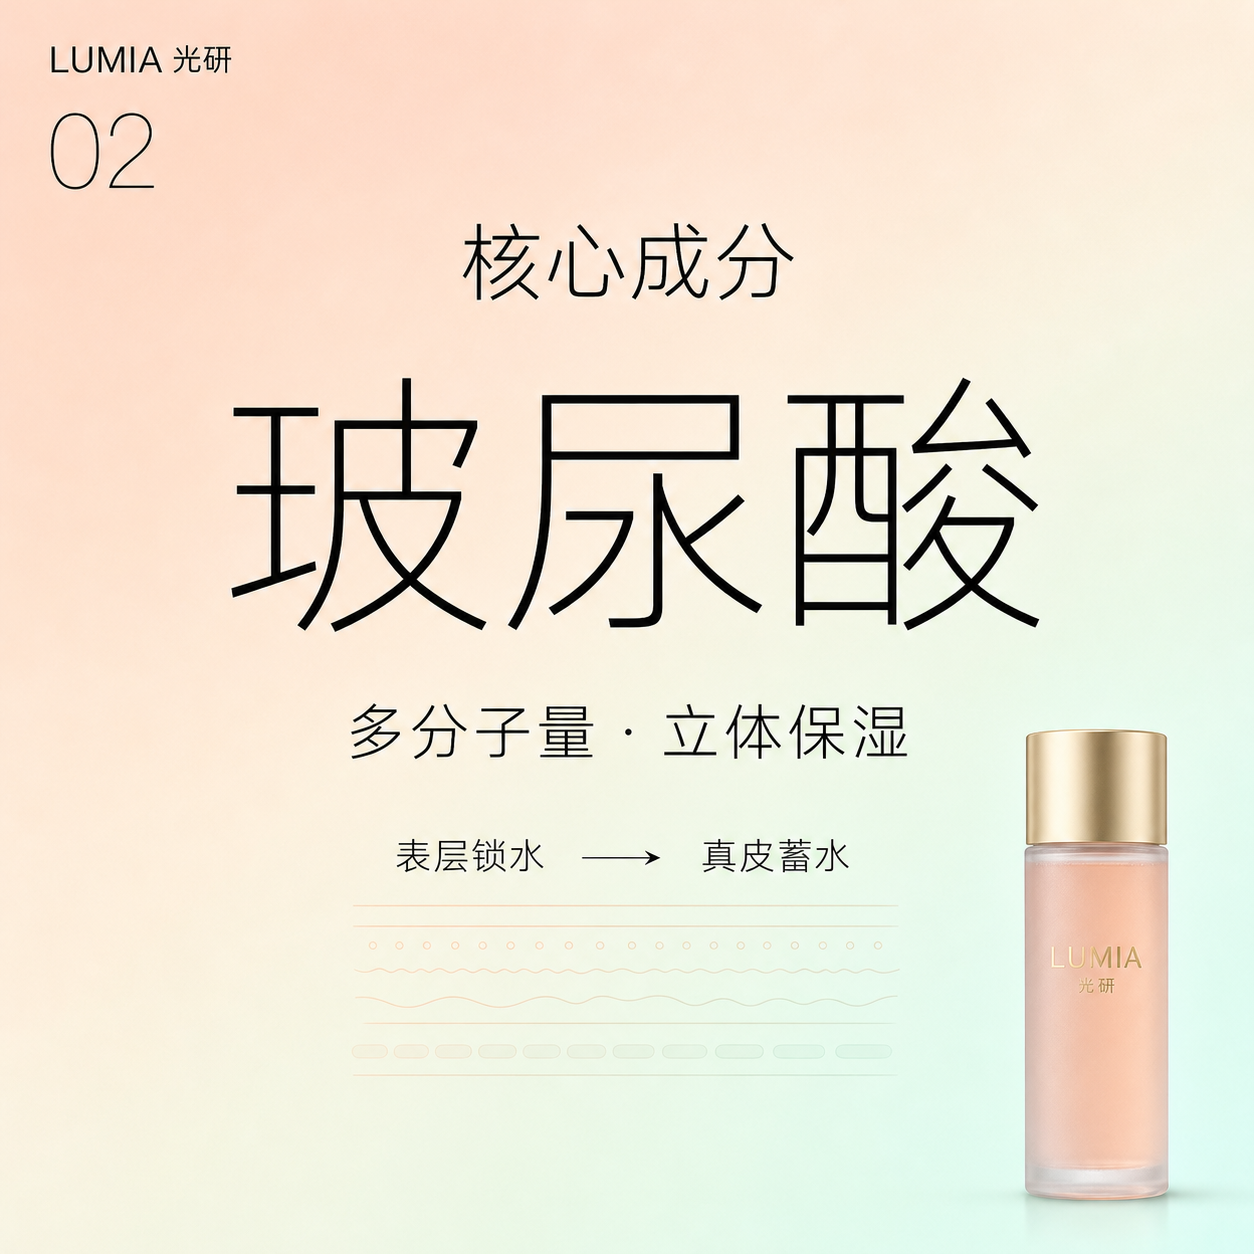 LUMIA 光研
02
核心成分
玻尿酸
多分子量 · 立体保湿
表层锁水 → 真皮蓄水
LUMIA
光研